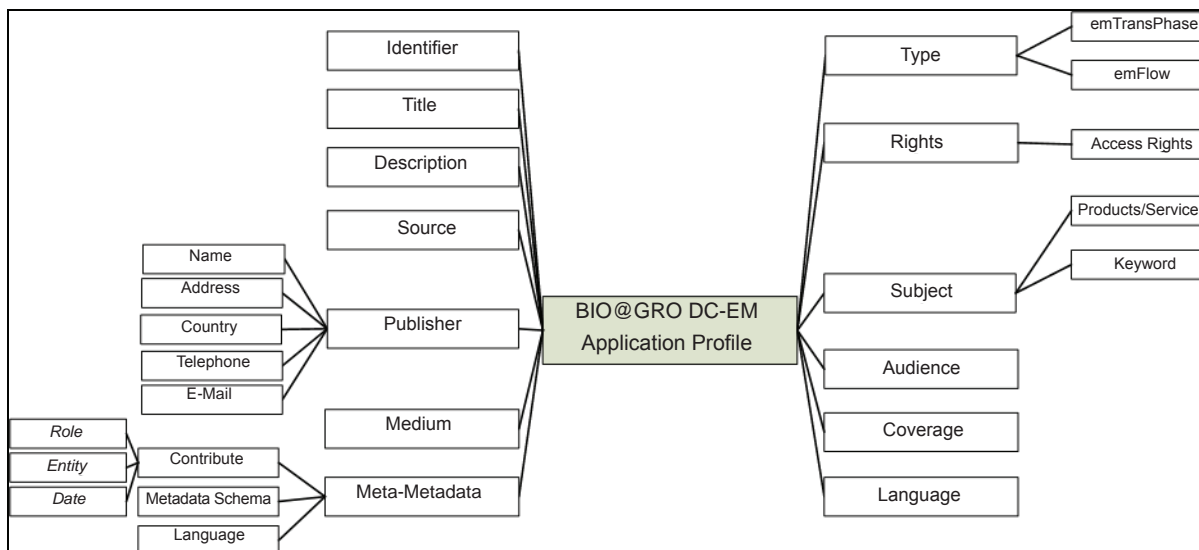 Identifier
Title
Description
Source
Name
Address
Country
Telephone
E-Mail
Publisher
Medium
Role
Entity
Date
Contribute
Metadata Schema
Language
Meta-Metadata
BIO@GRO DC-EM
Application Profile
Type
emTransPhase
emFlow
Rights
Access Rights
Subject
Products/Service
Keyword
Audience
Coverage
Language